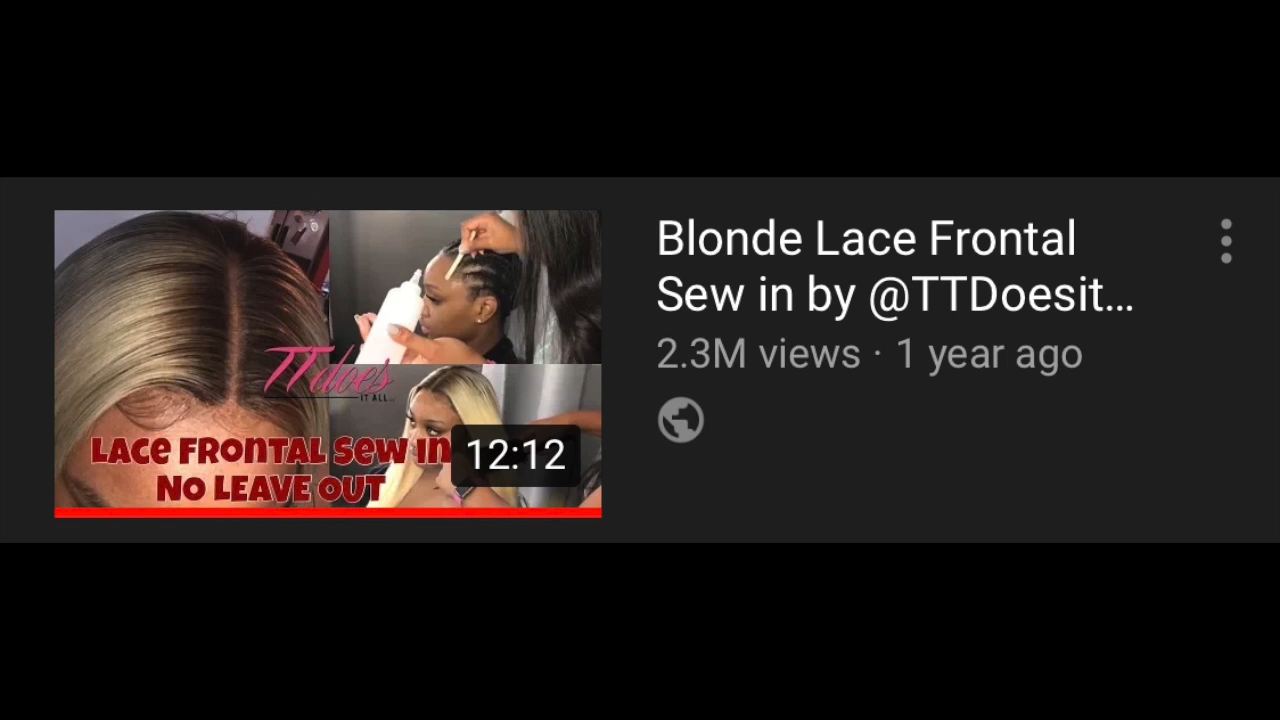 TTdoes
IT ALL
LACE FRONTAL SEW IN
NO LEAVE OUT
12:12
Blonde Lace Frontal
Sew in by @TTDoesit...
2.3M views · 1 year ago